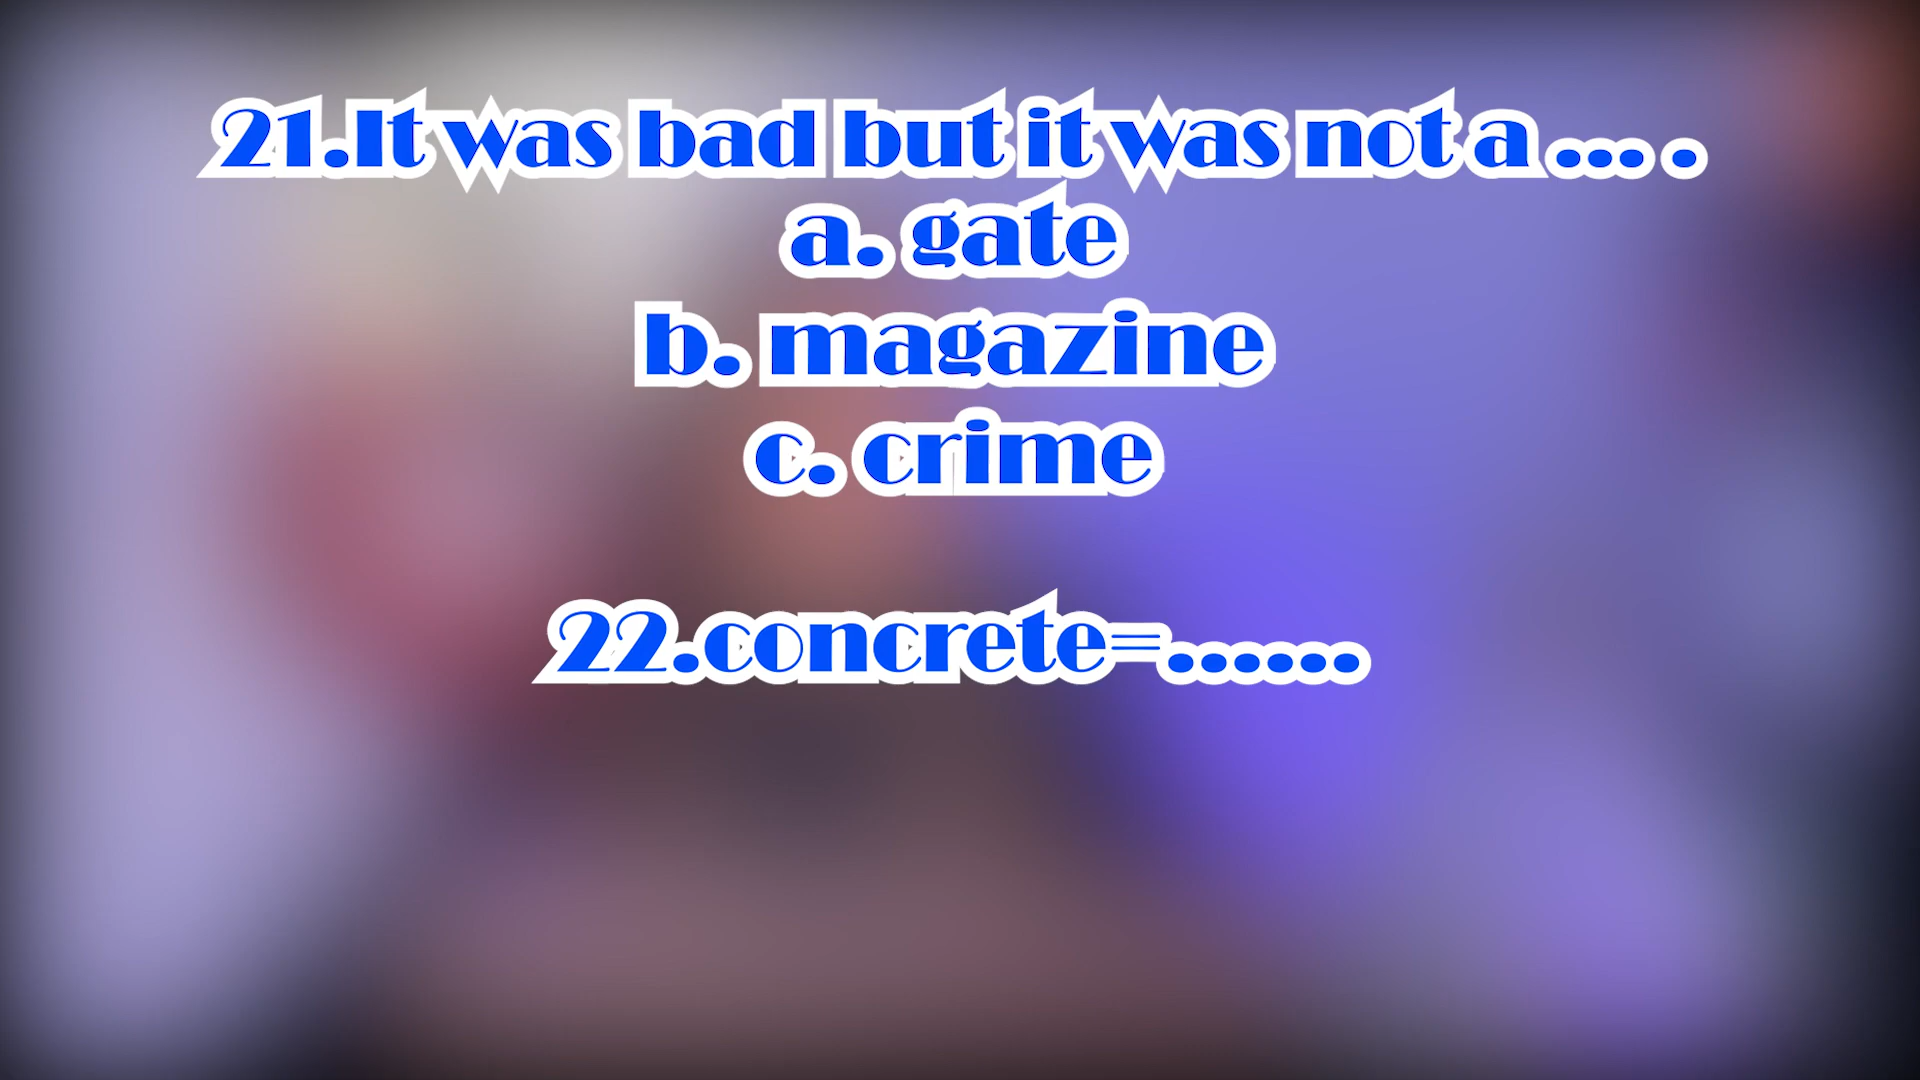 21.It was bad but it was not a ... .
a. gate
b. magazine
c. crime
22.concrete=......